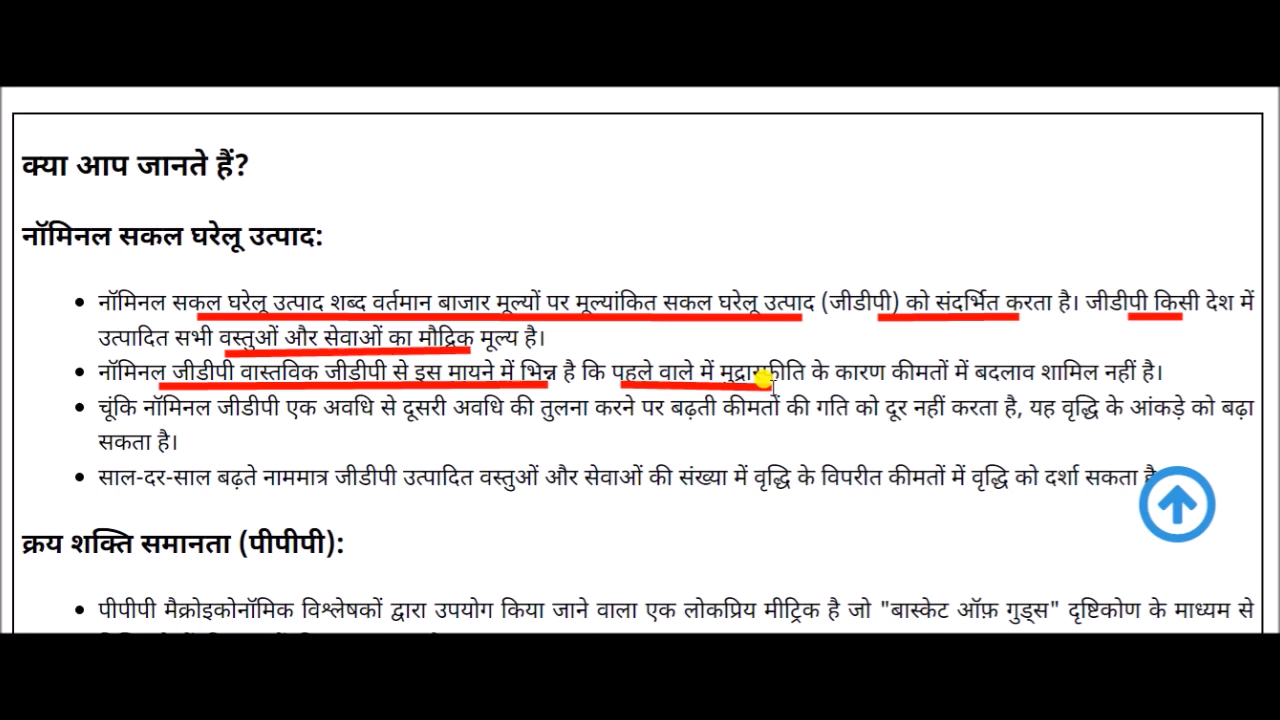 क्या आप जानते हैं?
नॉमिनल सकल घरेलू उत्पाद:
नॉमिनल सकल घरेलू उत्पाद शब्द वर्तमान बाजार मूल्यों पर मूल्यांकित सकल घरेलू उत्पाद (जीडीपी) को संदर्भित करता है। जीडीपी किसी देश में
उत्पादित सभी वस्तुओं और सेवाओं का मौद्रिक मूल्य है।
नॉमिनल जीडीपी वास्तविक जीडीपी से इस मायने में भिन्न है कि पहले वाले में मुद्रास्फीति के कारण कीमतों में बदलाव शामिल नहीं है।
चूंकि नॉमिनल जीडीपी एक अवधि से दूसरी अवधि की तुलना करने पर बढ़ती कीमतों की गति को दूर नहीं करता है, यह वृद्धि के आंकड़े को बढ़ा
सकता है।
साल-दर-साल बढ़ते नाममात्र जीडीपी उत्पादित वस्तुओं और सेवाओं की संख्या में वृद्धि के विपरीत कीमतों में वृद्धि को दर्शा सकता
क्रय शक्ति समानता (पीपीपी):
पीपीपी मैक्रोइकोनॉमिक विश्लेषकों द्वारा उपयोग किया जाने वाला एक लोकप्रिय मीट्रिक है जो "बास्केट ऑफ़ गुड्स" दृष्टिकोण के माध्यम से